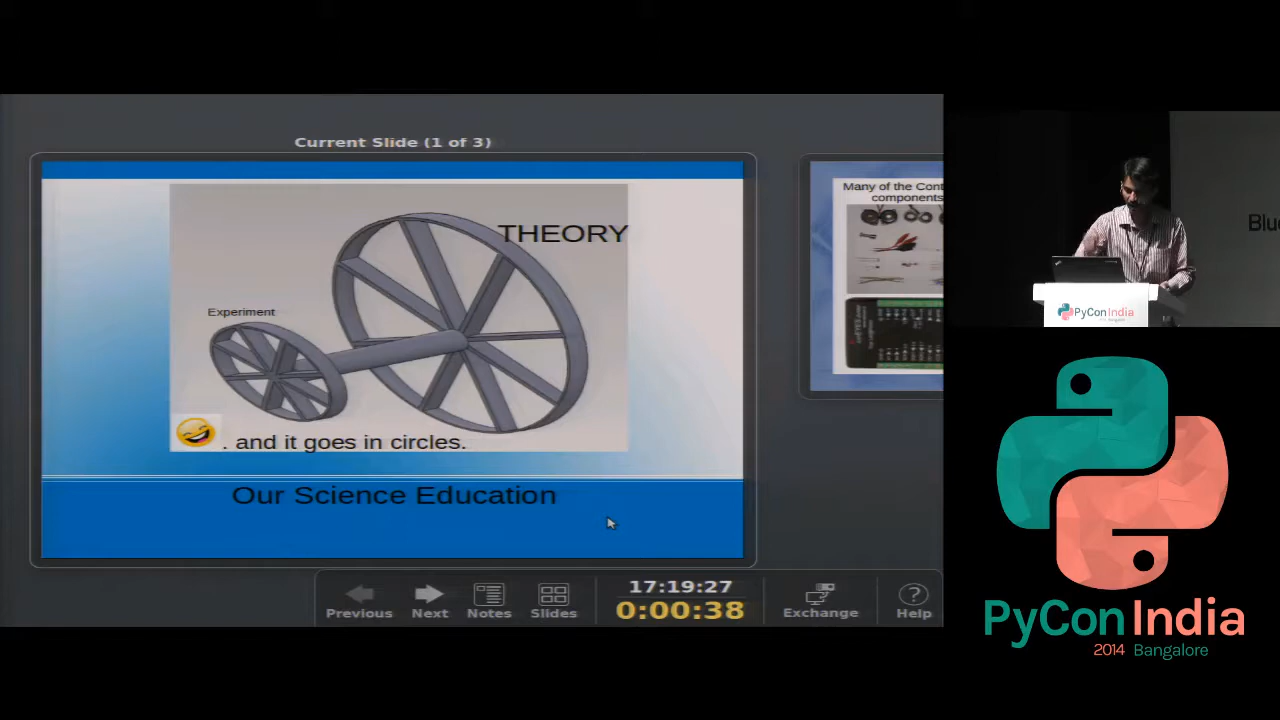 Current Slide (1 of 3)
THEORY
Experiment
. and it goes in circles.
Our Science Education
Many of the Cont
components
Previous
Next
Notes
Slides
17:19:27
0:00:38
Exchange
Help
Blu
PyCon India
PyCon India
2014 Bangalore